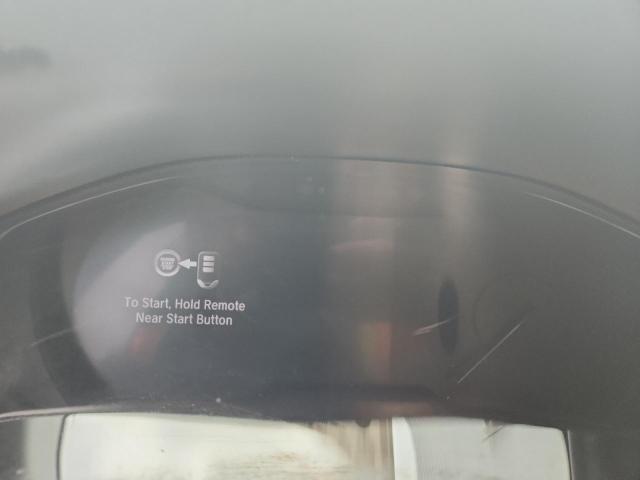 To Start, Hold Remote
Near Start Button